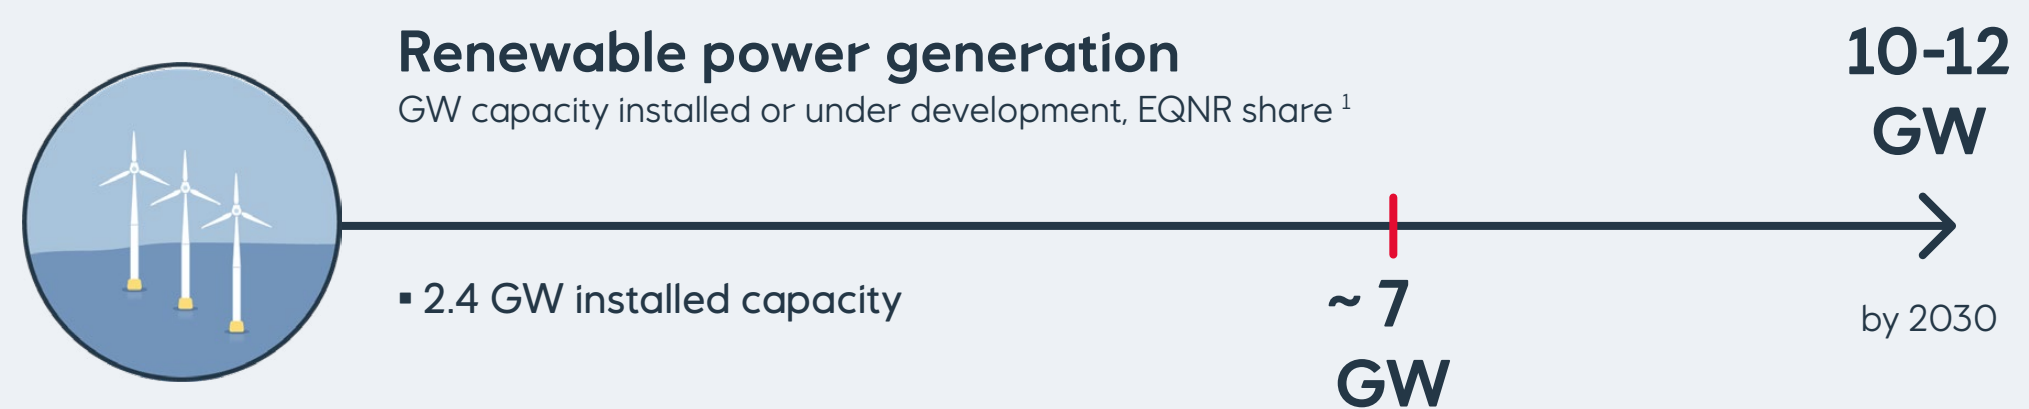 Renewable power generation
GW capacity installed or under development, EQNR share ¹
10-12
GW
▪ 2.4 GW installed capacity
~ 7
GW
by 2030